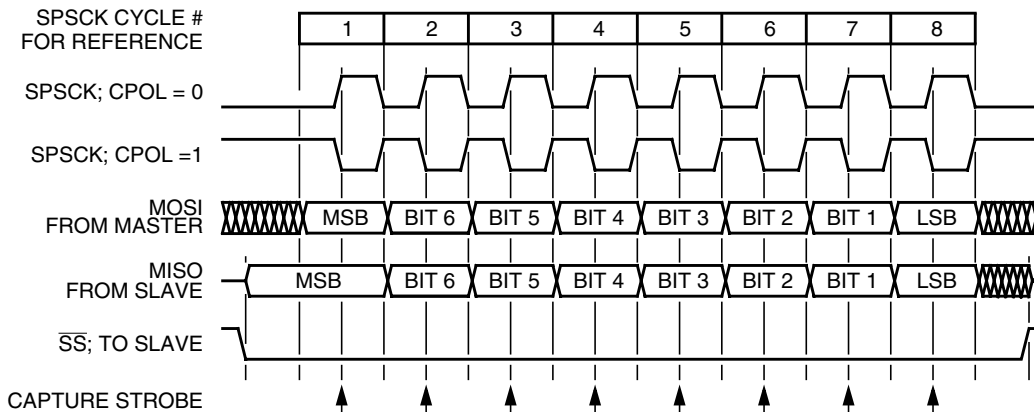 SPSCK CYCLE #
FOR REFERENCE
1 2 3 4 5 6 7 8
SPSCK; CPOL = 0
SPSCK; CPOL =1
MOSI
FROM MASTER
MSB BIT 6 BIT 5 BIT 4 BIT 3 BIT 2 BIT 1 LSB
MISO
FROM SLAVE
MSB BIT 6 BIT 5 BIT 4 BIT 3 BIT 2 BIT 1 LSB
S̅S̅; TO SLAVE
CAPTURE STROBE